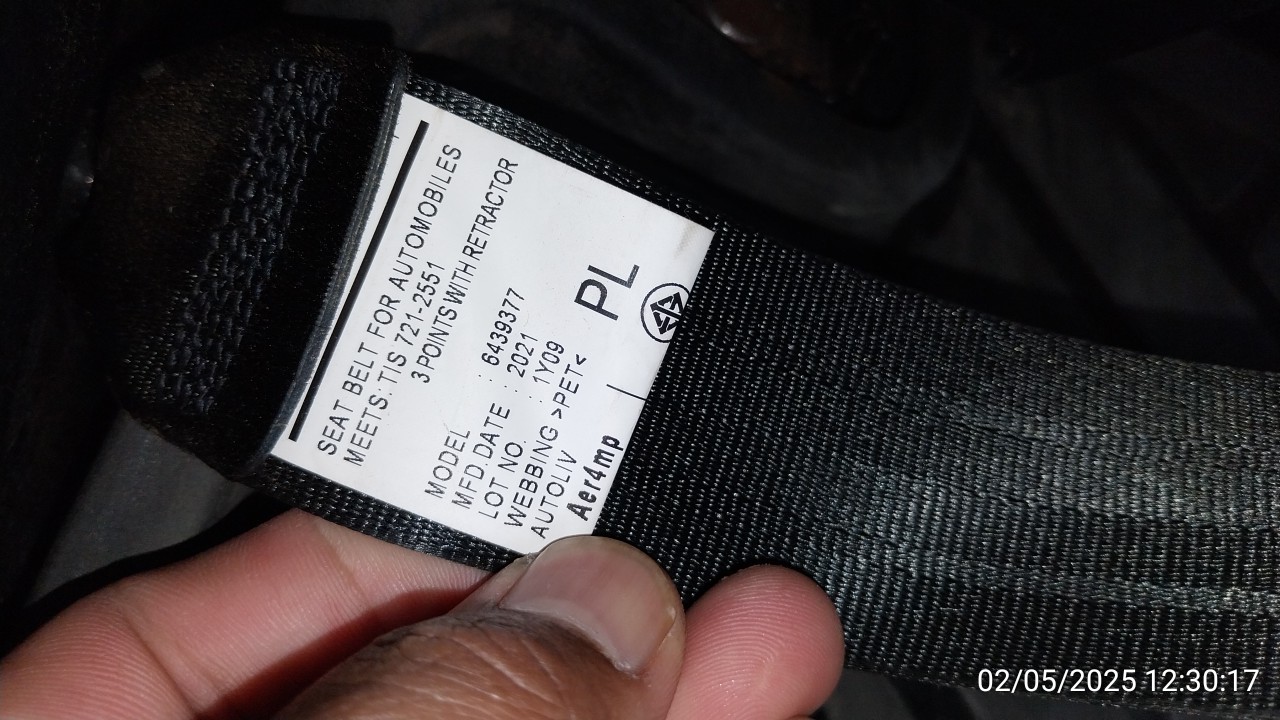 SEAT BELT FOR AUTOMOBILES
MEETS: TIS 721-2551
3 POINTS WITH RETRACTOR
MODEL : 6439377
MFD.DATE : 2021
LOT NO. : 1Y09
WEBBING >PET<
AUTOLIV
Aer4mp
PL
02/05/2025 12:30:17